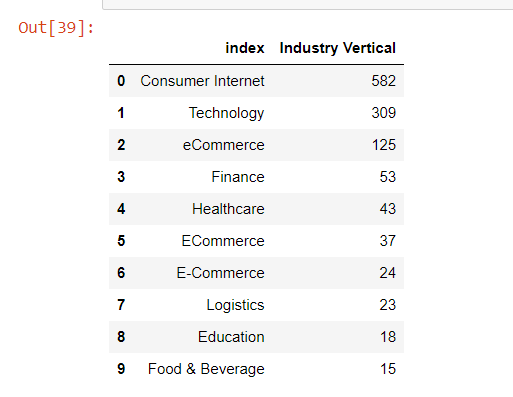 Out[39]:
index Industry Vertical
0 Consumer Internet 582
1 Technology 309
2 eCommerce 125
3 Finance 53
4 Healthcare 43
5 ECommerce 37
6 E-Commerce 24
7 Logistics 23
8 Education 18
9 Food & Beverage 15